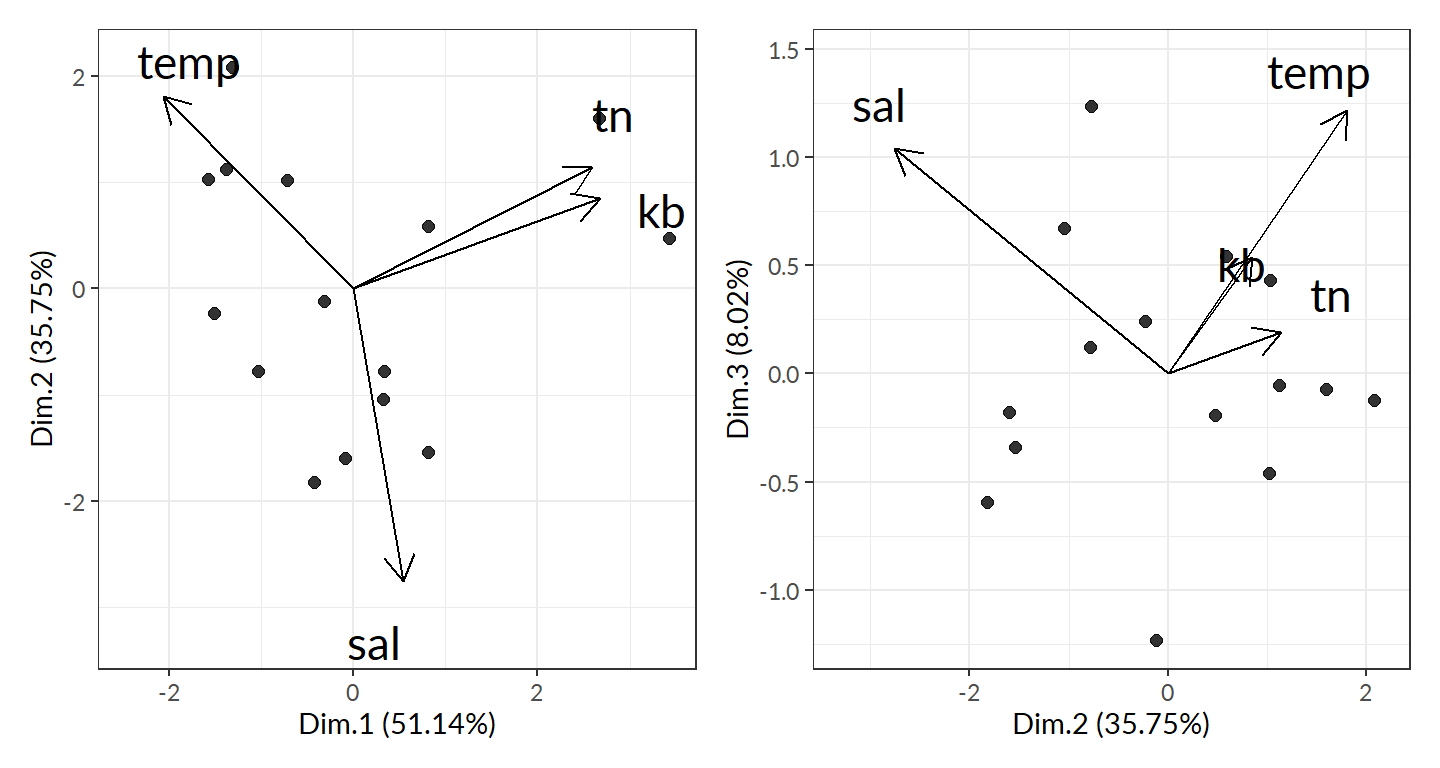 temp
tn
kb
sal
2
0
-2
-2
0
2
Dim.1 (51.14%)
Dim.2 (35.75%)
temp
sal
kb
tn
1.5
1.0
0.5
0.0
-0.5
-1.0
-2
0
2
Dim.2 (35.75%)
Dim.3 (8.02%)